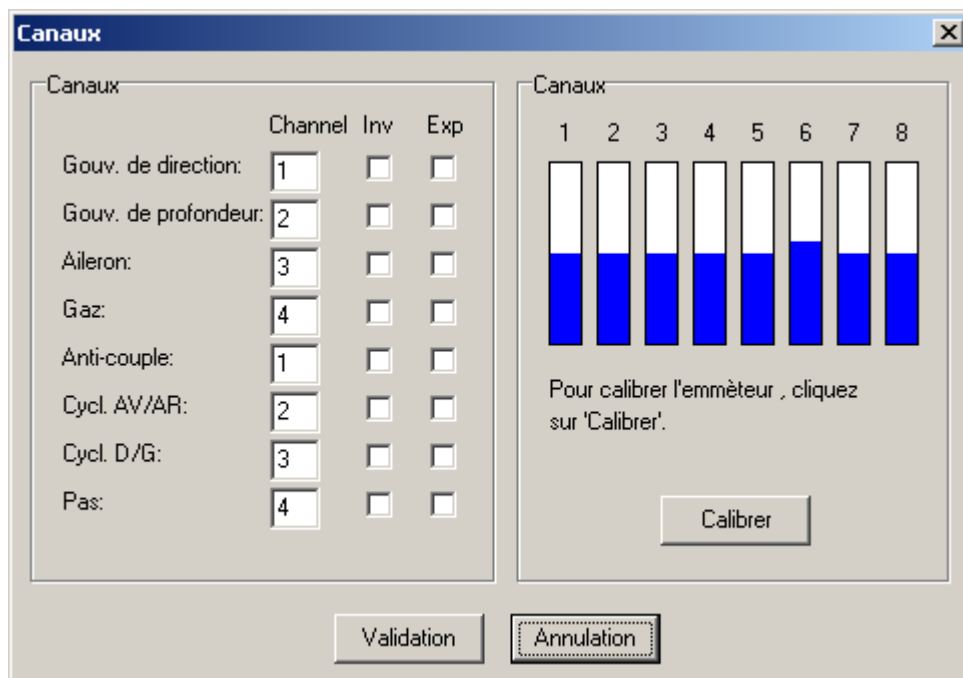 Canaux
Canaux
Channel Inv Exp
Gouv. de direction: 1
Gouv. de profondeur: 2
Aileron: 3
Gaz: 4
Anti-couple: 1
Cycl. AV/AR: 2
Cycl. D/G: 3
Pas: 4
Canaux
1 2 3 4 5 6 7 8
Pour calibrer l'emmèteur , cliquez
sur 'Calibrer'.
Calibrer
Validation
Annulation